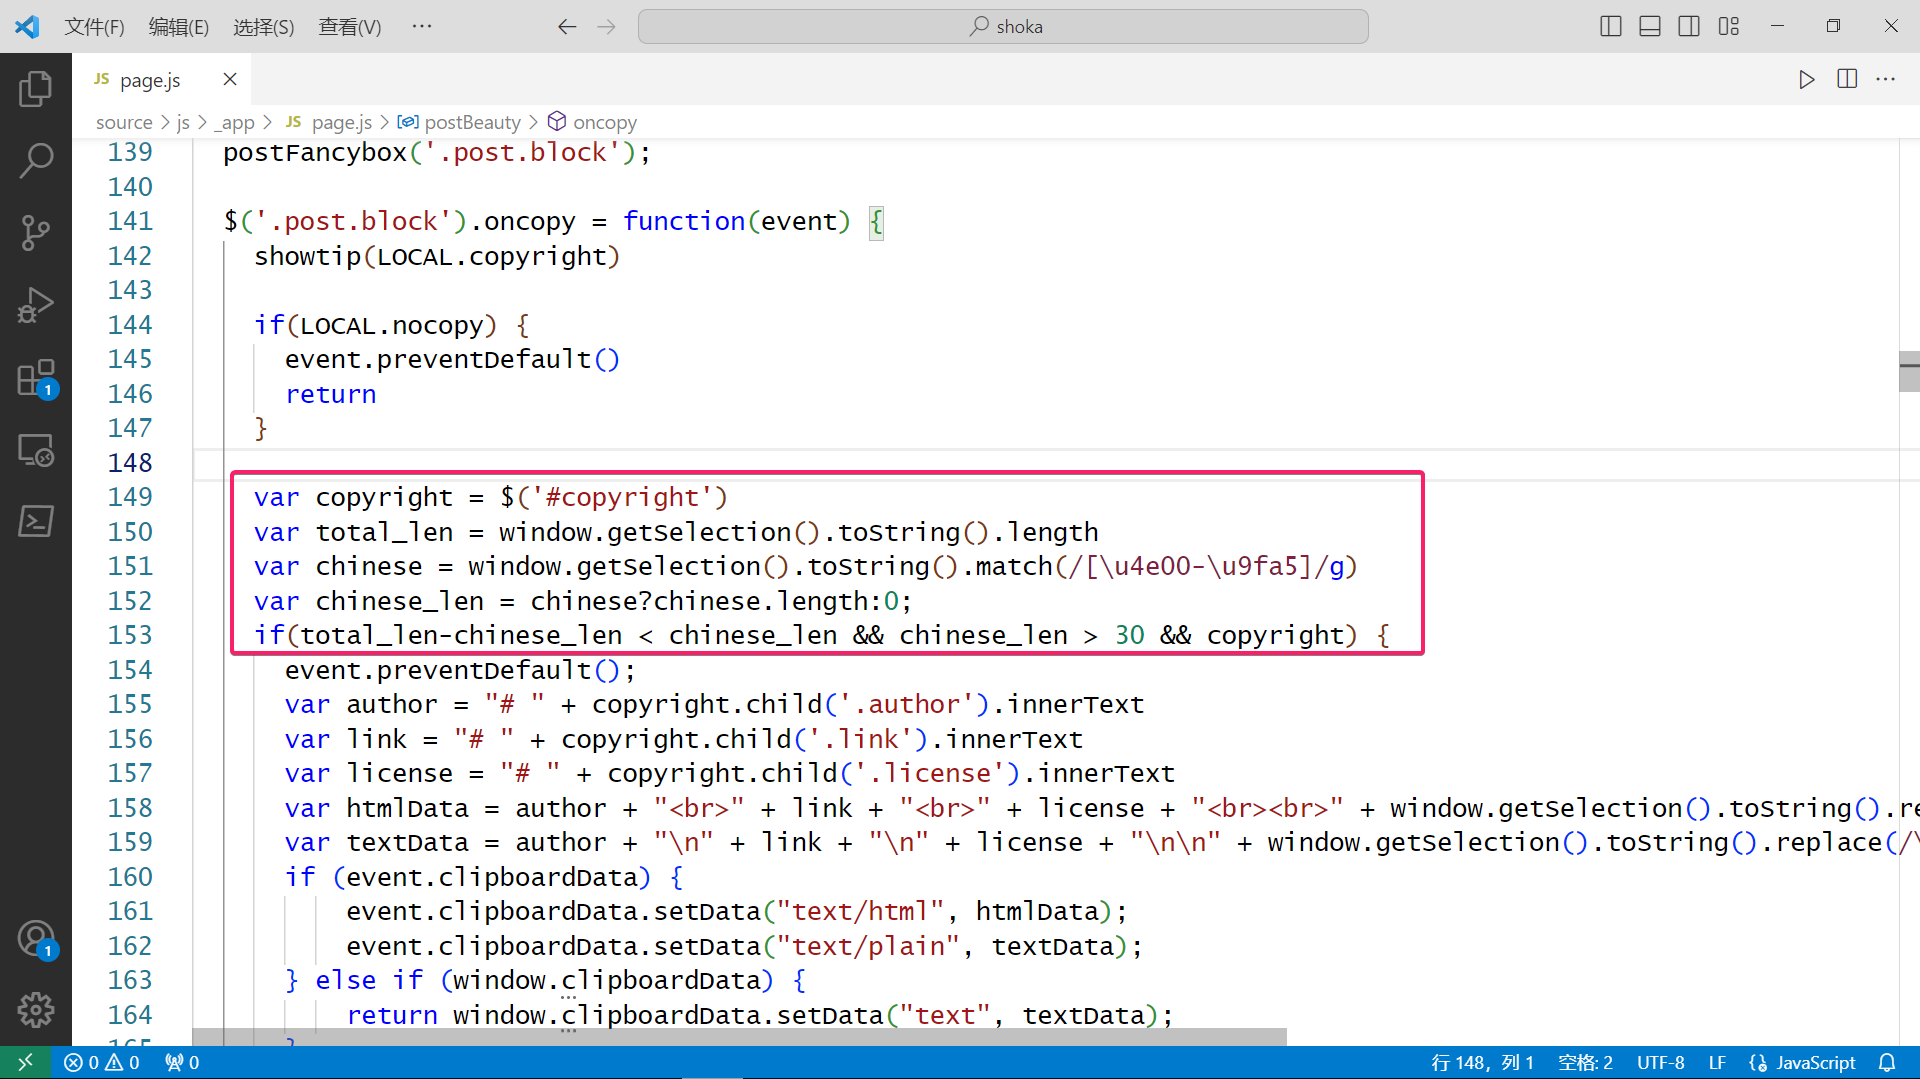 文件(F) 编辑(E) 选择(S) 查看(V) ··· shoka
JS page.js
source > js > _app > JS page.js > postBeauty > oncopy
139 postFancybox('.post.block');
140
141 $('.post.block').oncopy = function(event) {
142 showtip(LOCAL.copyright)
143
144 if(LOCAL.nocopy) {
145 event.preventDefault()
146 return
147 }
148
149 var copyright = $('#copyright')
150 var total_len = window.getSelection().toString().length
151 var chinese = window.getSelection().toString().match(/[\u4e00-\u9fa5]/g)
152 var chinese_len = chinese?chinese.length:0;
153 if(total_len-chinese_len < chinese_len && chinese_len > 30 && copyright) {
154 event.preventDefault();
155 var author = "# " + copyright.child('.author').innerText
156 var link = "# " + copyright.child('.link').innerText
157 var license = "# " + copyright.child('.license').innerText
158 var htmlData = author + "<br>" + link + "<br>" + license + "<br><br>" + window.getSelection().toString().re
159 var textData = author + "\n" + link + "\n" + license + "\n\n" + window.getSelection().toString().replace(/\
160 if (event.clipboardData) {
161 event.clipboardData.setData("text/html", htmlData);
162 event.clipboardData.setData("text/plain", textData);
163 } else if (window.clipboardData) {
164 return window.clipboardData.setData("text", textData);
165 }
1
1
0 0 0 行 148, 列 1 空格: 2 UTF-8 LF JavaScript